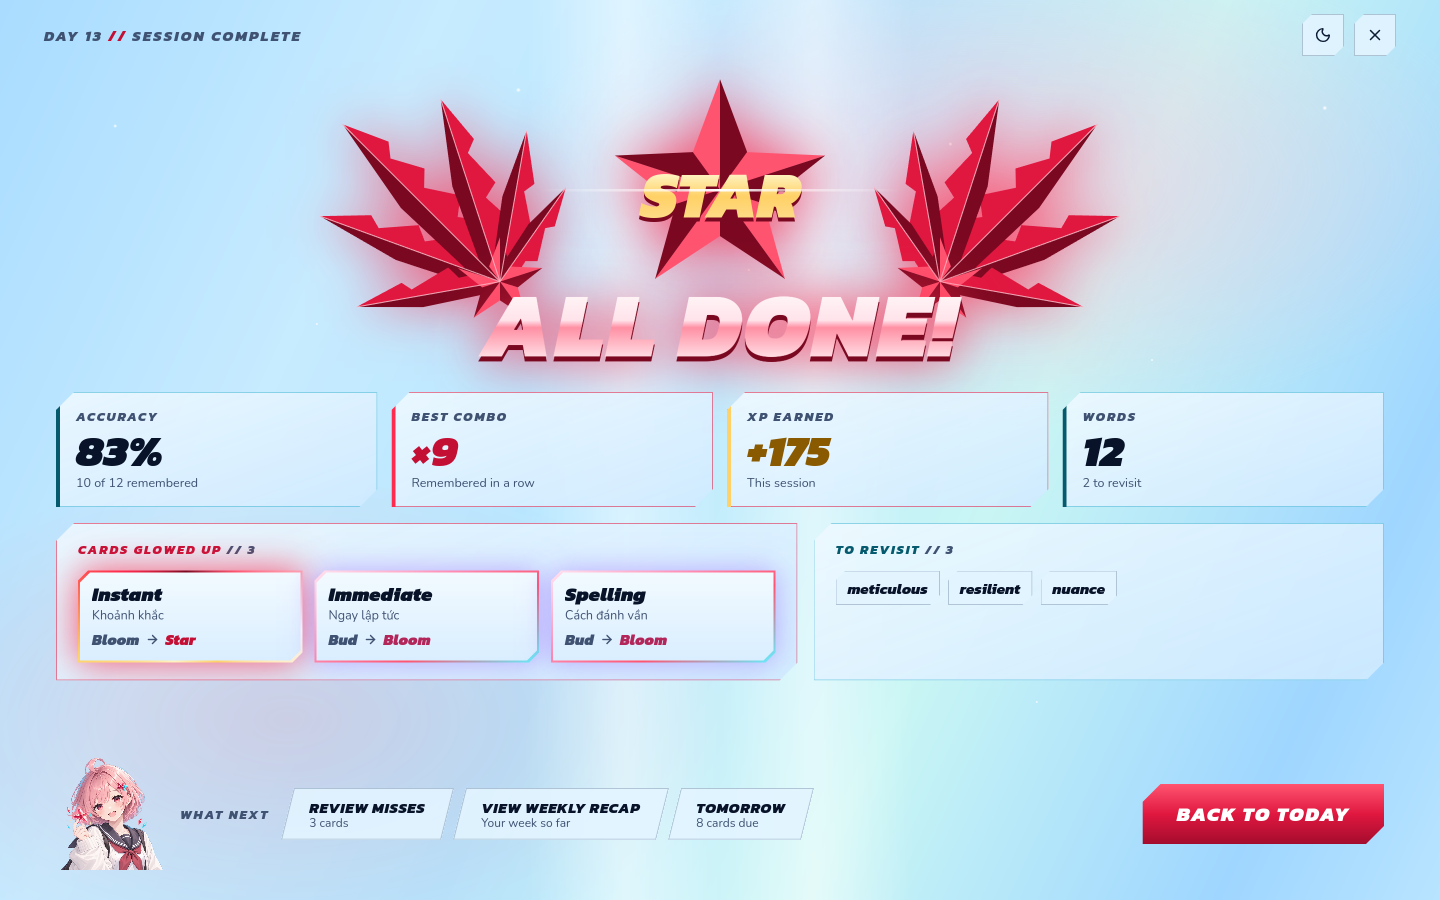 DAY 13 // SESSION COMPLETE
STAR
ALL DONE!
ACCURACY
83%
10 of 12 remembered
BEST COMBO
×9
Remembered in a row
XP EARNED
+175
This session
WORDS
12
2 to revisit
CARDS GLOWED UP // 3
Instant
Khoảnh khắc
Bloom → Star
Immediate
Ngay lập tức
Bud → Bloom
Spelling
Cách đánh vần
Bud → Bloom
TO REVISIT // 3
meticulous
resilient
nuance
WHAT NEXT
REVIEW MISSES
3 cards
VIEW WEEKLY RECAP
Your week so far
TOMORROW
8 cards due
BACK TO TODAY